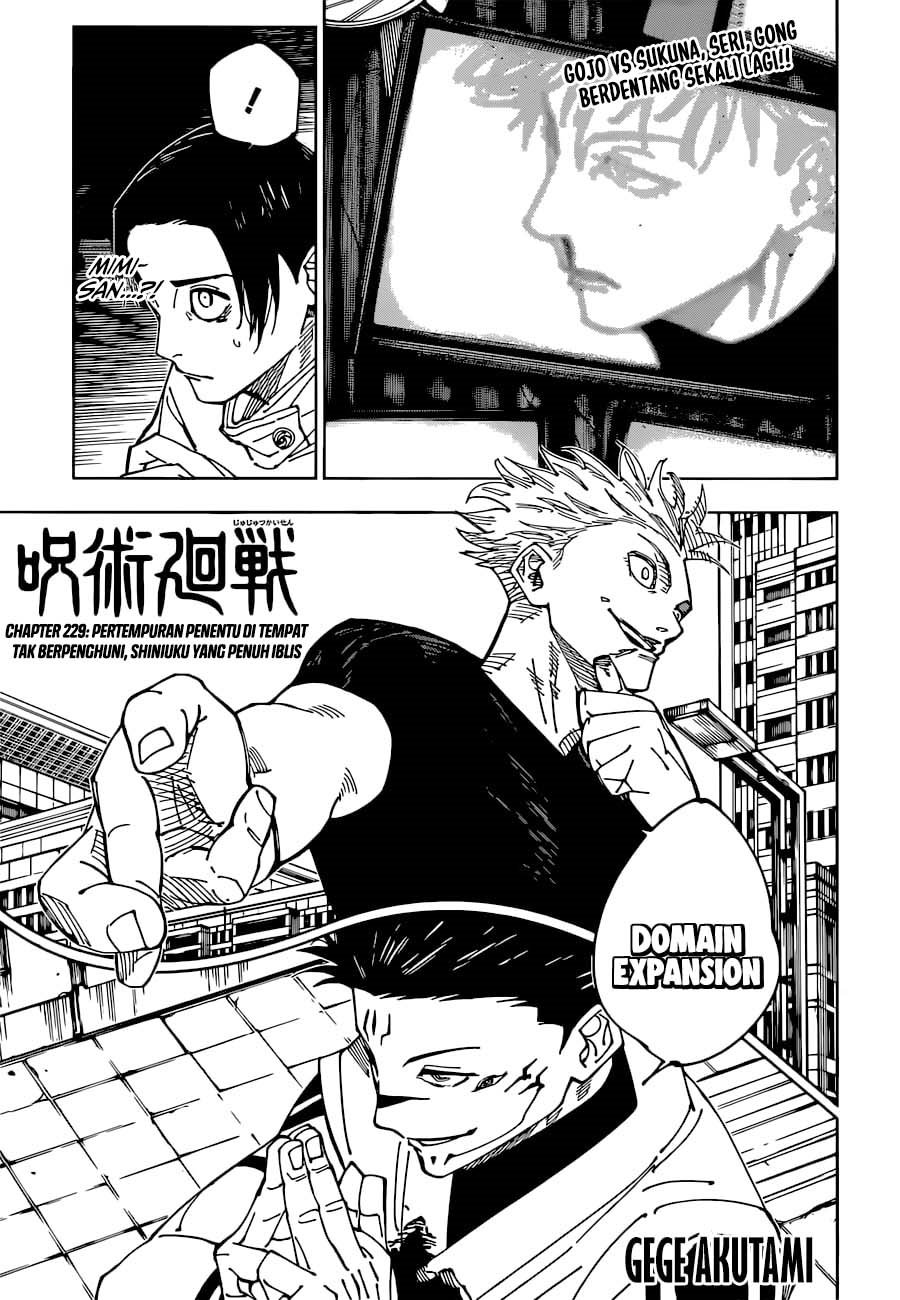 GOJO VS SUKUNA, SERI, GONG
BERDENTANG SEKALI LAGI!!
!
MIMI-
SAN...?!
じゅじゅつかいせん
呪術廻戦
CHAPTER 229: PERTEMPURAN PENENTU DI TEMPAT
TAK BERPENGHUNI, SHINIUKU YANG PENUH IBLIS
DOMAIN
EXPANSION
GEGE AKUTAMI